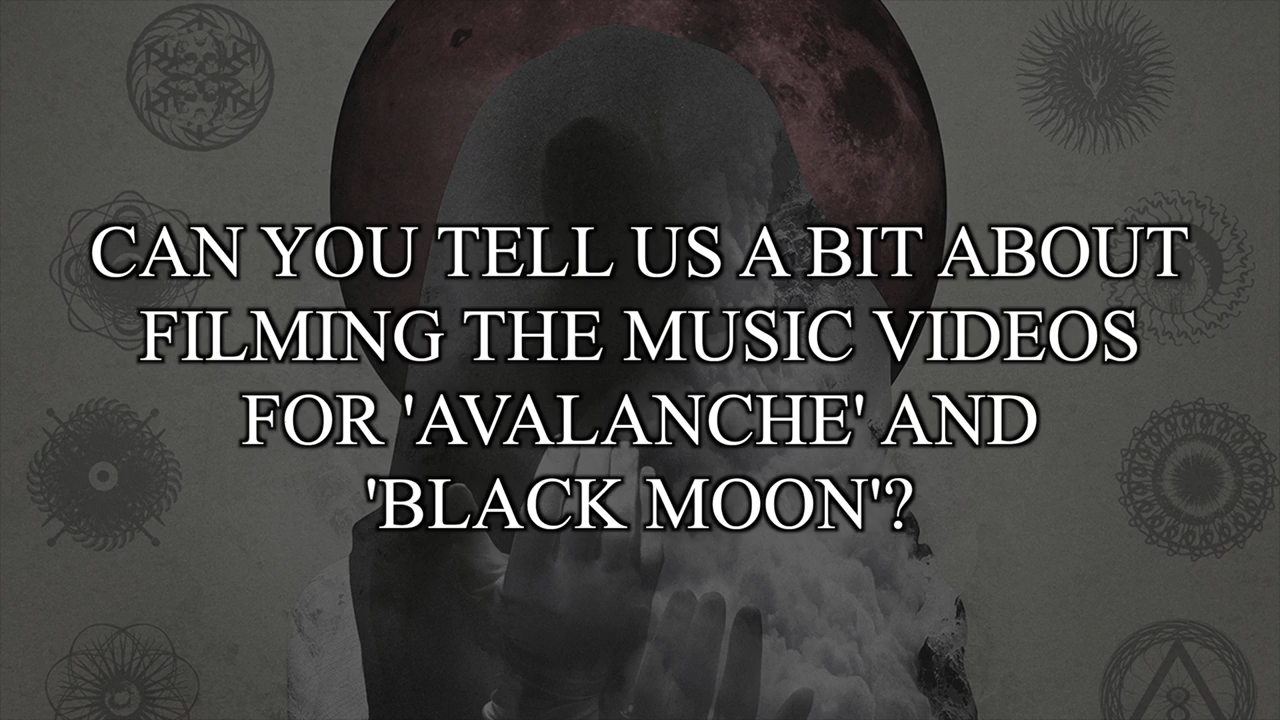 CAN YOU TELL US A BIT ABOUT
FILMING THE MUSIC VIDEOS
FOR 'AVALANCHE' AND
'BLACK MOON'?